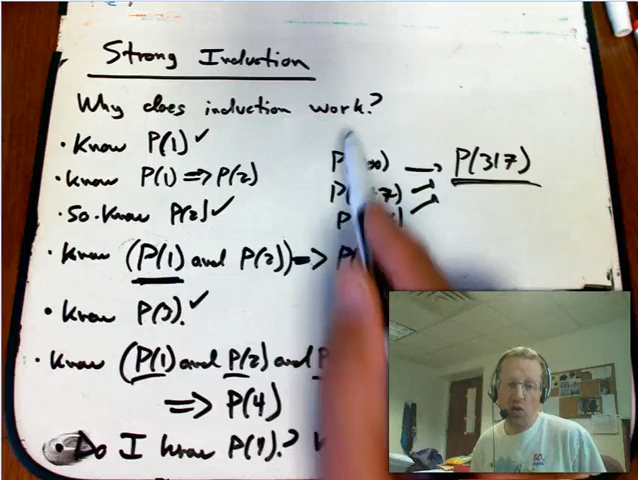 Strong Induction
Why does induction work?
• Know P(1) ✓
• Know P(1) => P(2)
• So know P(2) ✓
• Know (P(1) and P(2)) => P(
• Know P(3). ✓
• Know (P(1) and P(2) and P
=> P(4)
• Do I know P(4)?
→ P(317)